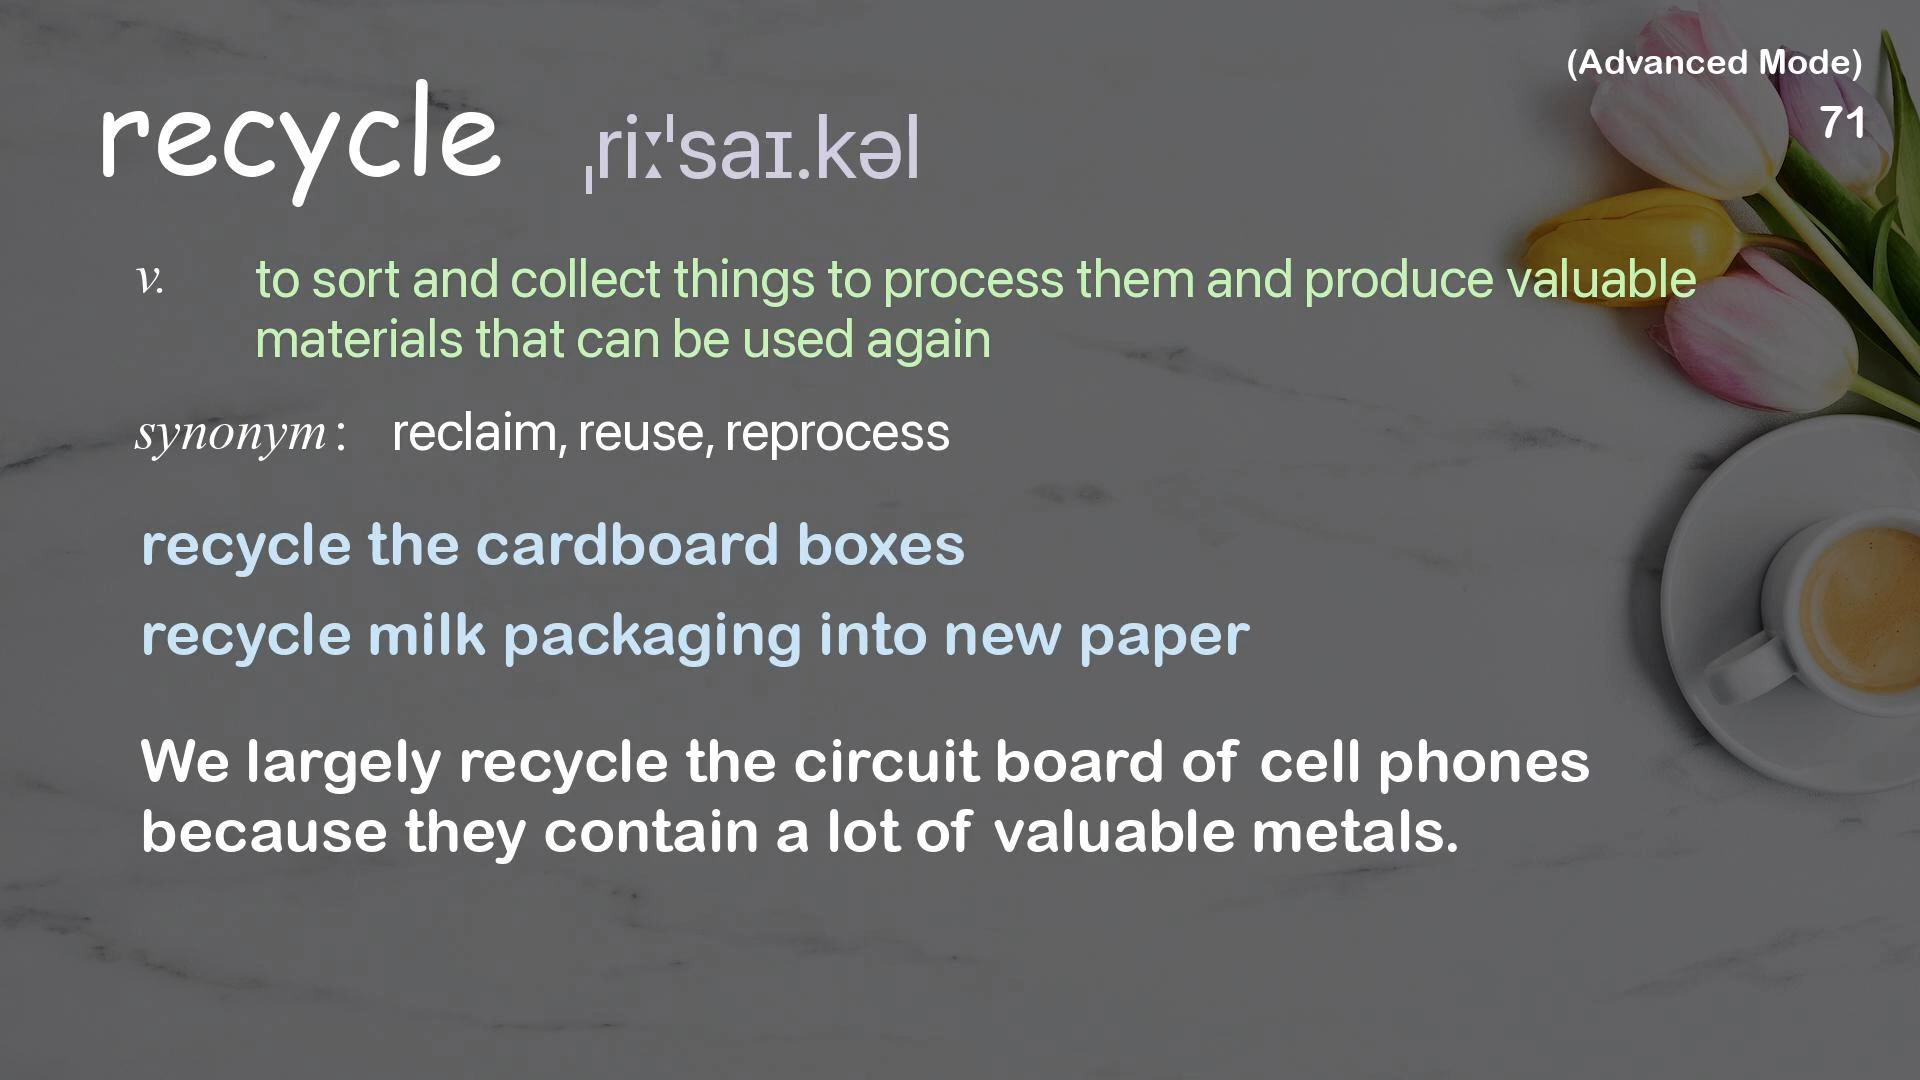 (Advanced Mode)
71
recycle ˌriːˈsaɪ.kəl
v. to sort and collect things to process them and produce valuable
materials that can be used again
synonym : reclaim, reuse, reprocess
recycle the cardboard boxes
recycle milk packaging into new paper
We largely recycle the circuit board of cell phones
because they contain a lot of valuable metals.